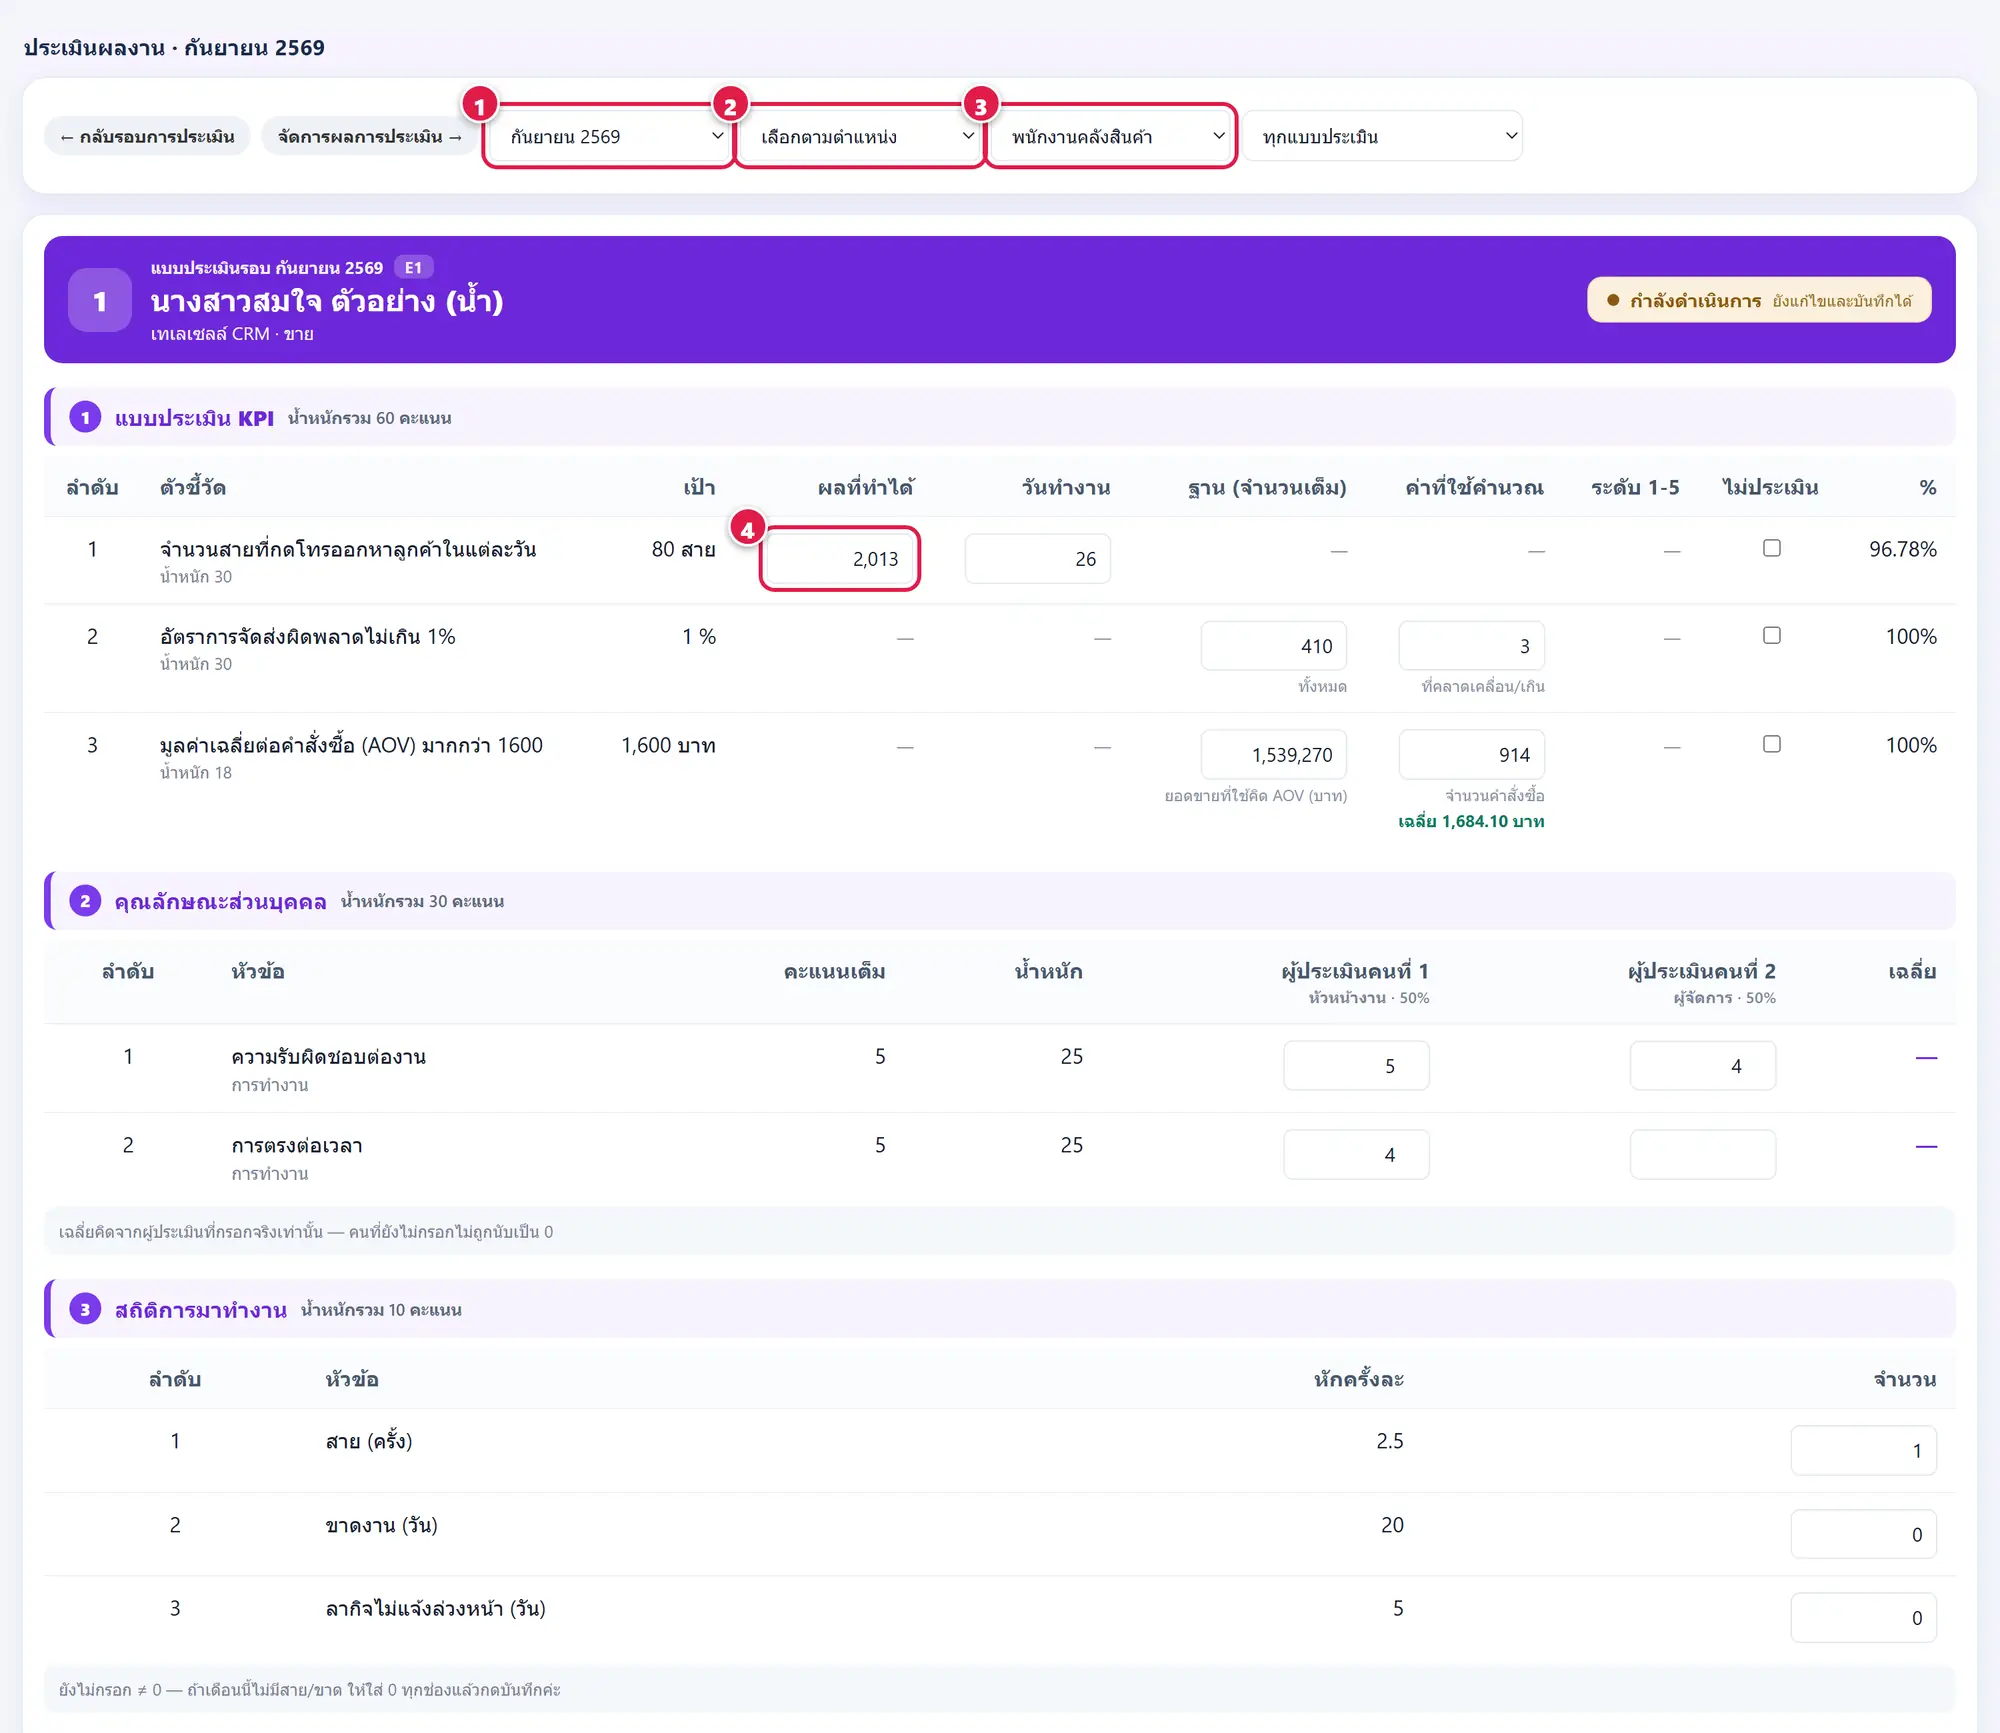 ประเมินผลงาน · กันยายน 2569
1 2 3
← กลับรอบการประเมิน จัดการผลการประเมิน → กันยายน 2569 เลือกตามตำแหน่ง พนักงานคลังสินค้า ทุกแบบประเมิน
แบบประเมินรอบ กันยายน 2569 E1
1 นางสาวสมใจ ตัวอย่าง (น้ำ) กำลังดำเนินการ ยังแก้ไขและบันทึกได้
เทเลเซลล์ CRM · ขาย
1 แบบประเมิน KPI น้ำหนักรวม 60 คะแนน
ลำดับ ตัวชี้วัด เป้า ผลที่ทำได้ วันทำงาน ฐาน (จำนวนเต็ม) ค่าที่ใช้คำนวณ ระดับ 1-5 ไม่ประเมิน %
4
1 จำนวนสายที่กดโทรออกหาลูกค้าในแต่ละวัน 80 สาย 2,013 26 — — — 96.78%
น้ำหนัก 30
2 อัตราการจัดส่งผิดพลาดไม่เกิน 1% 1 % — — 410 3 — 100%
น้ำหนัก 30 ทั้งหมด ที่คลาดเคลื่อน/เกิน
3 มูลค่าเฉลี่ยต่อคำสั่งซื้อ (AOV) มากกว่า 1600 1,600 บาท — — 1,539,270 914 — 100%
น้ำหนัก 18 ยอดขายที่ใช้คิด AOV (บาท) จำนวนคำสั่งซื้อ
เฉลี่ย 1,684.10 บาท
2 คุณลักษณะส่วนบุคคล น้ำหนักรวม 30 คะแนน
ลำดับ หัวข้อ คะแนนเต็ม น้ำหนัก ผู้ประเมินคนที่ 1 ผู้ประเมินคนที่ 2 เฉลี่ย
หัวหน้างาน · 50% ผู้จัดการ · 50%
1 ความรับผิดชอบต่องาน 5 25 5 4 —
การทำงาน
2 การตรงต่อเวลา 5 25 4 —
การทำงาน
เฉลี่ยคิดจากผู้ประเมินที่กรอกจริงเท่านั้น — คนที่ยังไม่กรอกไม่ถูกนับเป็น 0
3 สถิติการมาทำงาน น้ำหนักรวม 10 คะแนน
ลำดับ หัวข้อ หักครั้งละ จำนวน
1 สาย (ครั้ง) 2.5 1
2 ขาดงาน (วัน) 20 0
3 ลากิจไม่แจ้งล่วงหน้า (วัน) 5 0
ยังไม่กรอก ≠ 0 — ถ้าเดือนนี้ไม่มีสาย/ขาด ให้ใส่ 0 ทุกช่องแล้วกดบันทึกค่ะ